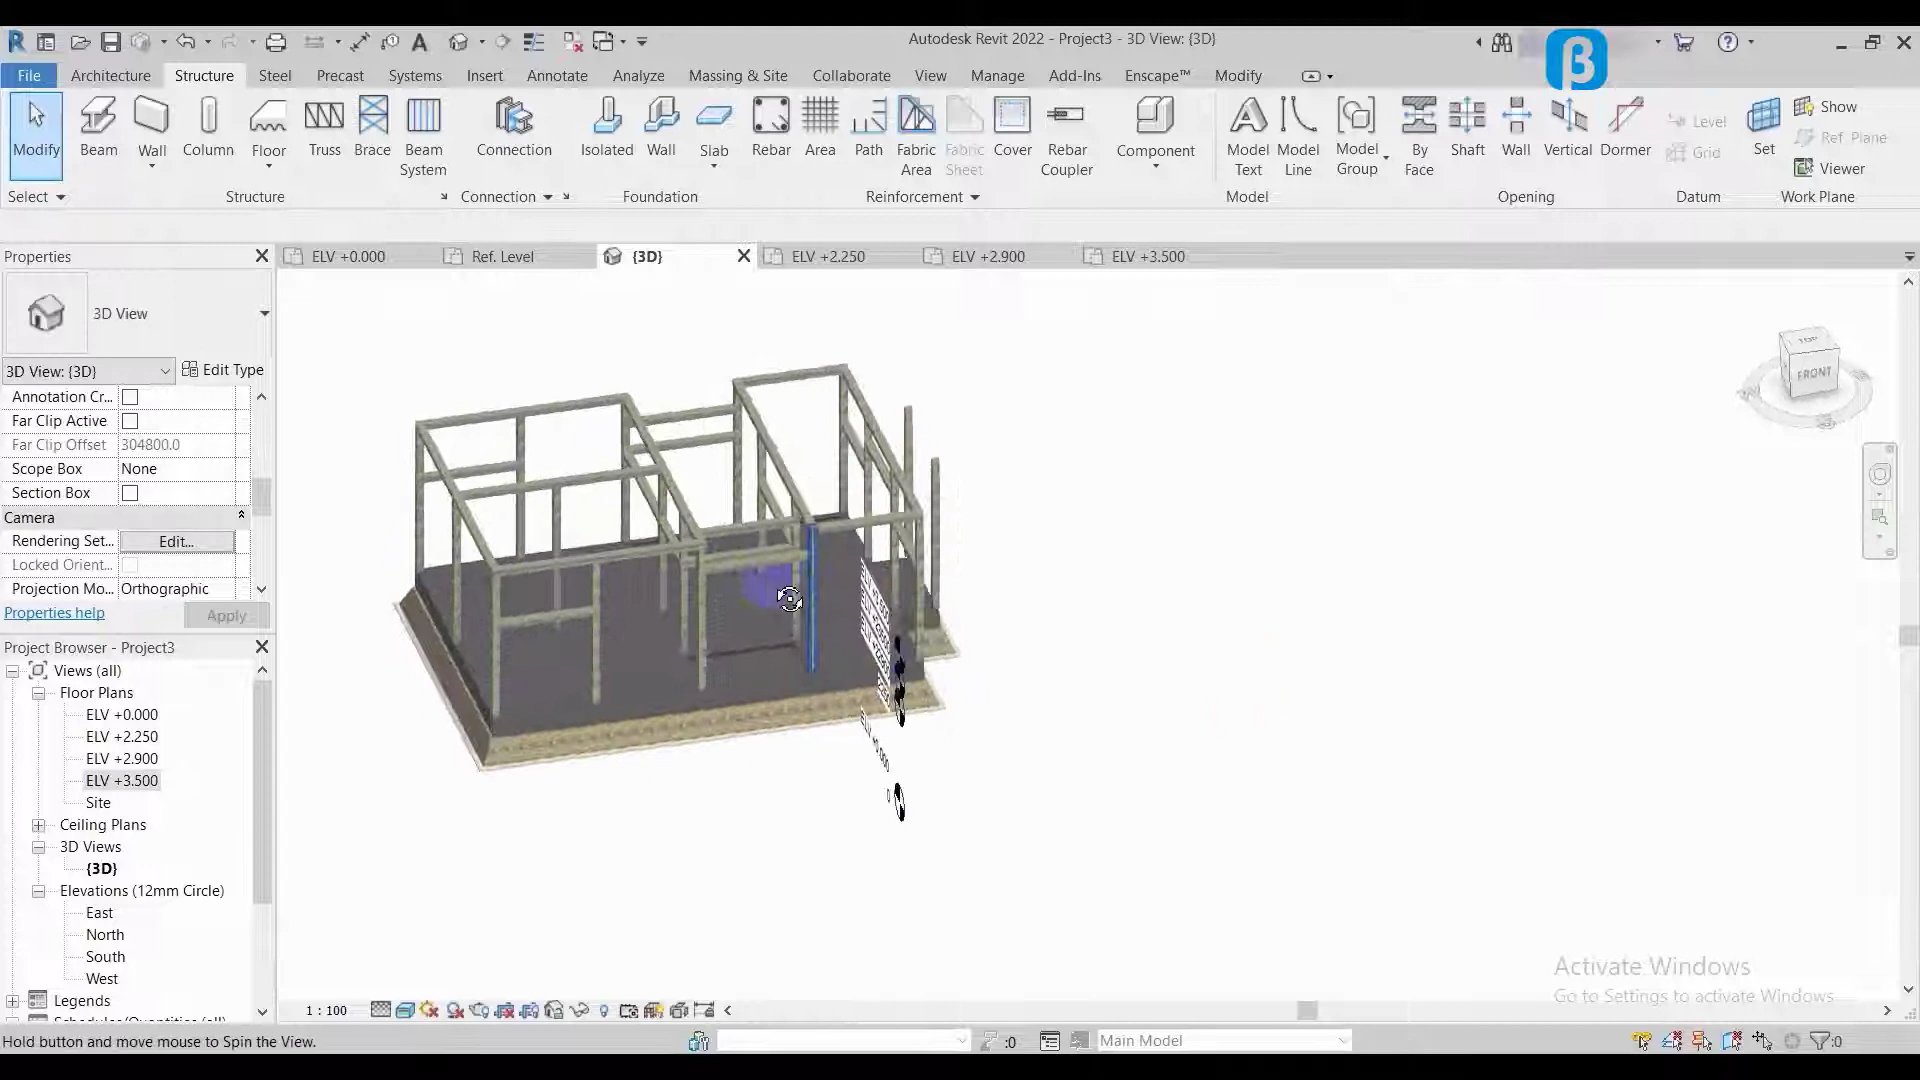 Autodesk Revit 2022 - Project3 - 3D View: {3D}
β
File Architecture Structure Steel Precast Systems Insert Annotate Analyze Massing & Site Collaborate View Manage Add-Ins Enscape™ Modify
Modify Beam Wall Column Floor Truss Brace Beam System Connection Isolated Wall Slab Rebar Area Path Fabric Area Fabric Sheet Cover Rebar Coupler Component Model Text Model Line Model Group By Face Shaft Wall Vertical Dormer Level Grid Set Show Ref Plane Viewer
Select Structure Connection Foundation Reinforcement Model Opening Datum Work Plane
Properties
ELV +0.000 Ref. Level {3D} ELV +2.250 ELV +2.900 ELV +3.500
3D View
3D View: {3D} Edit Type
Annotation Cr...
Far Clip Active
Far Clip Offset 304800.0
Scope Box None
Section Box
Camera
Rendering Set... Edit...
Locked Orient...
Projection Mo... Orthographic
Properties help Apply
Project Browser - Project3
Views (all)
Floor Plans
ELV +0.000
ELV +2.250
ELV +2.900
ELV +3.500
Site
Ceiling Plans
3D Views
{3D}
Elevations (12mm Circle)
East
North
South
West
Legends
TOP
FRONT
ELV +0.000
0
Activate Windows
Go to Settings to activate Windows.
1 : 100
Hold button and move mouse to Spin the View.
:0 Main Model :0